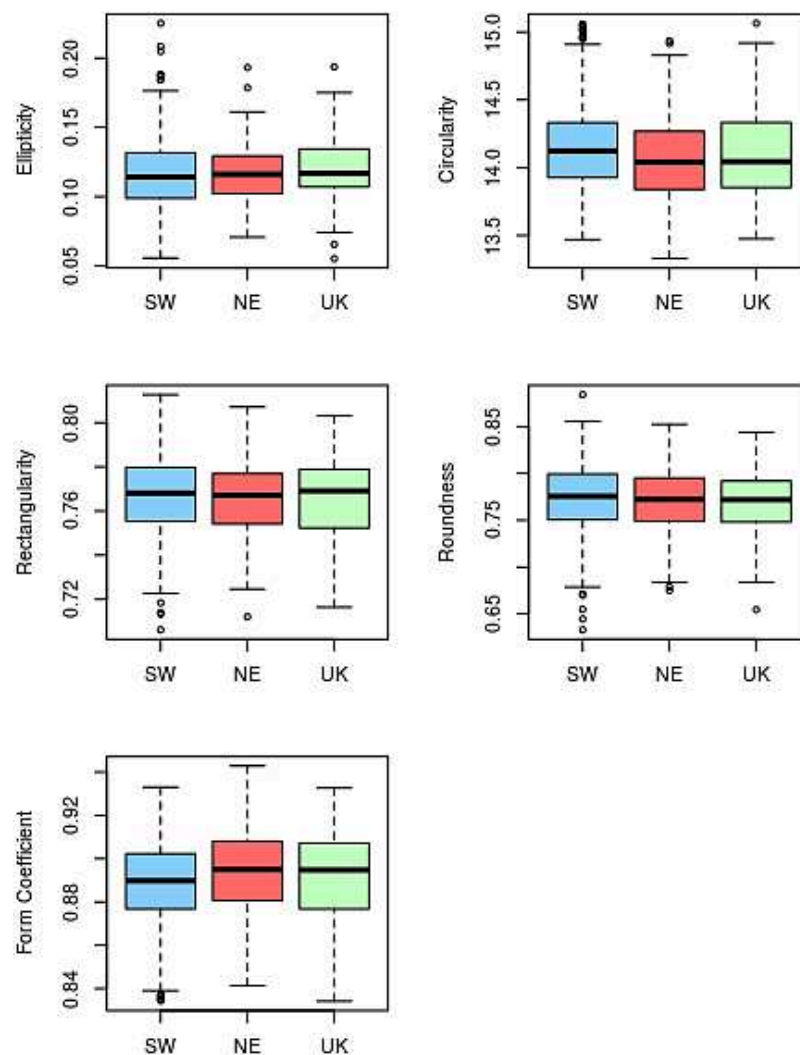 Ellipticity
0.20
0.15
0.10
0.05
SW NE UK
Circularity
15.0
14.5
14.0
13.5
SW NE UK
Rectangularity
0.80
0.76
0.72
SW NE UK
Roundness
0.85
0.75
0.65
SW NE UK
Form Coefficient
0.92
0.88
0.84
SW NE UK